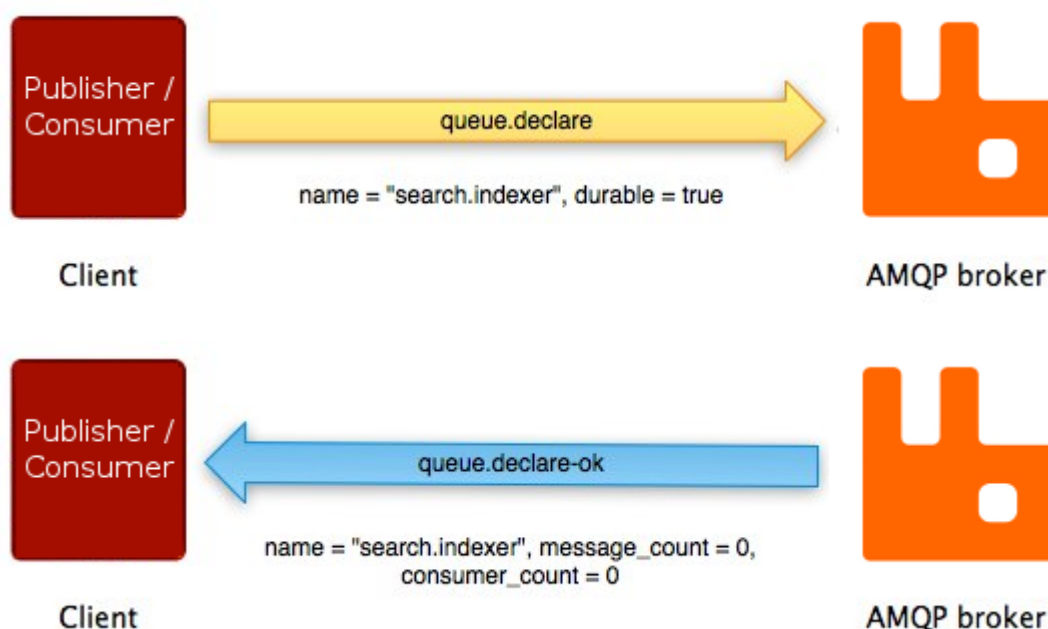 Publisher /
Consumer
queue.declare
name = "search.indexer", durable = true
Client
AMQP broker
Publisher /
Consumer
queue.declare-ok
name = "search.indexer", message_count = 0,
consumer_count = 0
Client
AMQP broker